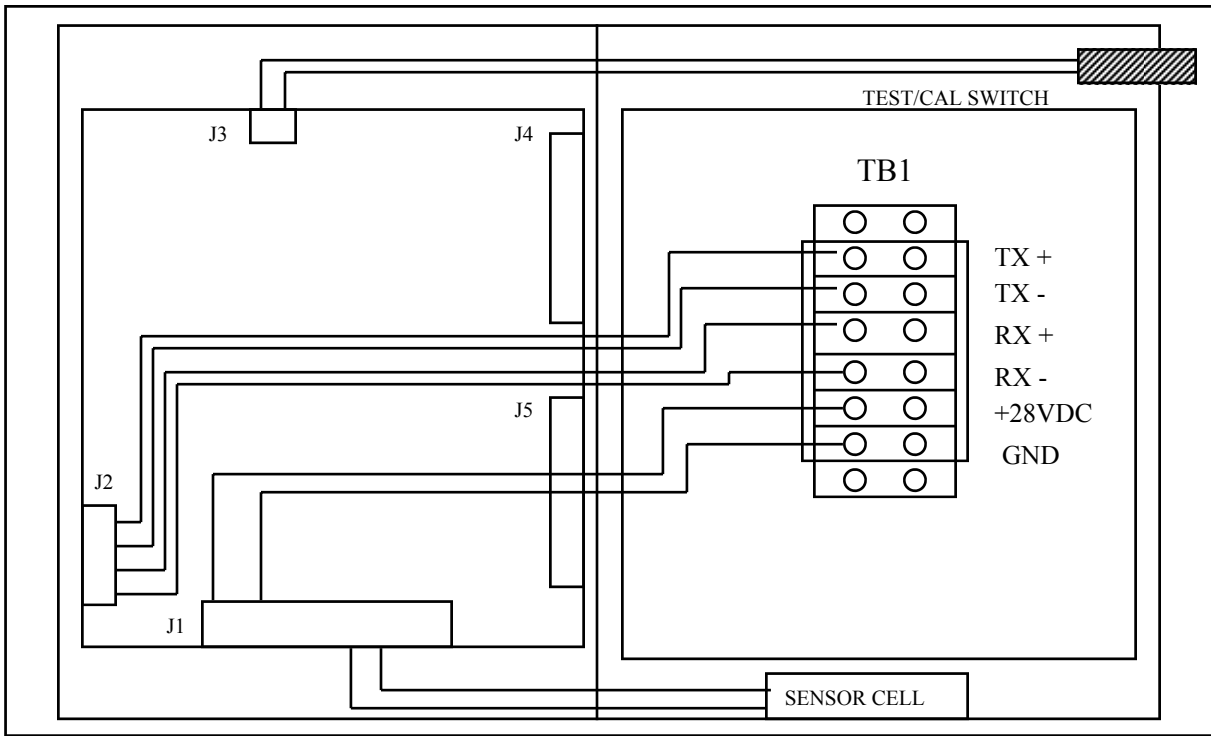 TEST/CAL SWITCH
J3
J4
TB1
TX +
TX -
RX +
RX -
+28VDC
GND
J5
J2
J1
SENSOR CELL